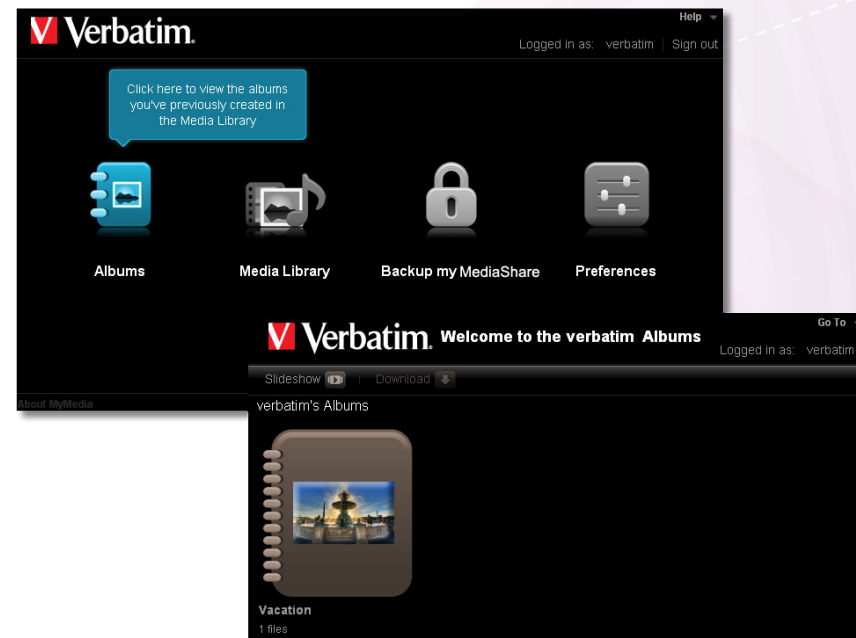 Verbatim.
Help
Logged in as: verbatim | Sign out
Click here to view the albums
you've previously created in
the Media Library
Albums
Media Library
Backup my MediaShare
Preferences
About MyMedia
Verbatim. Welcome to the verbatim Albums
Go To
Logged in as: verbatim
Slideshow | Download
verbatim's Albums
Vacation
1 files